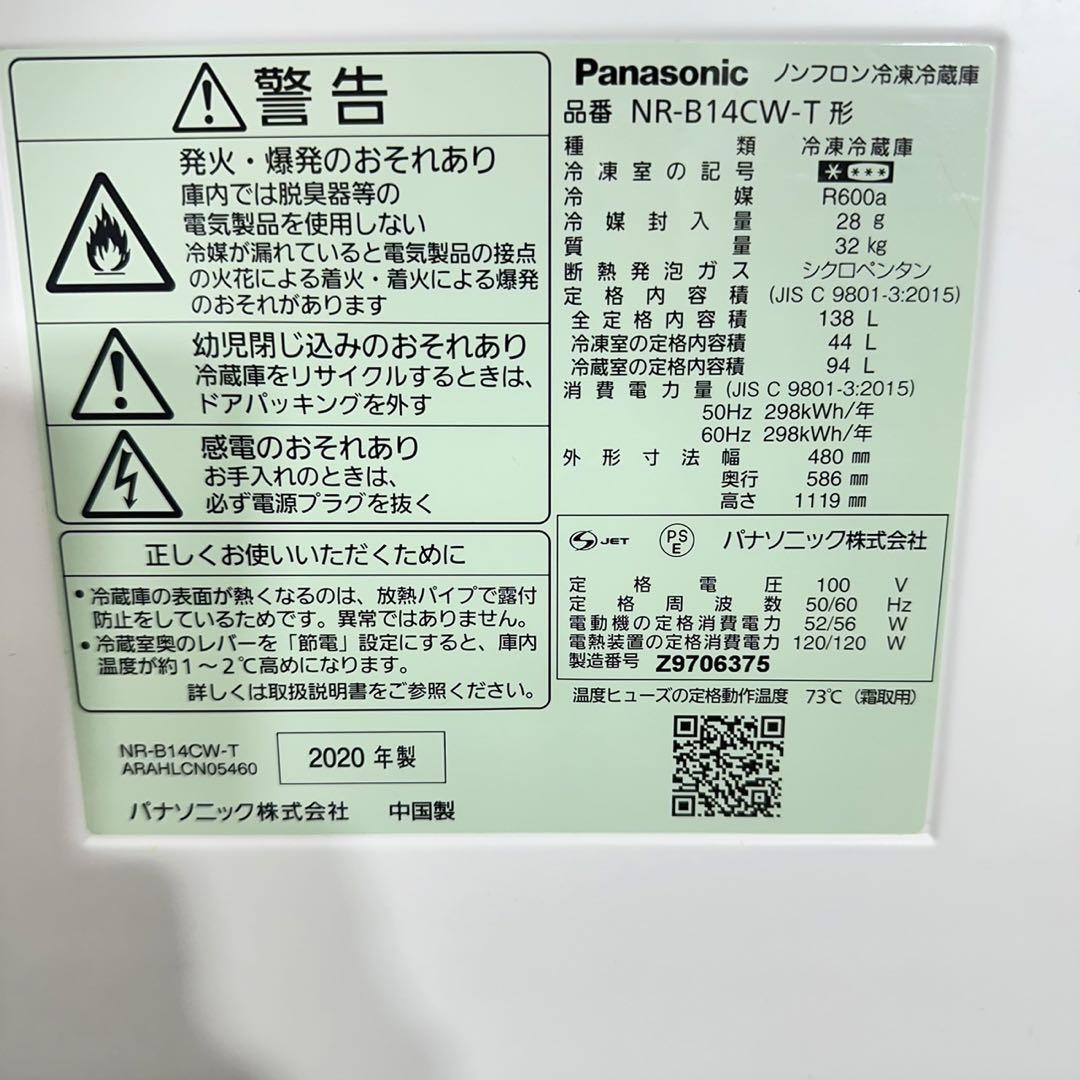 警告
発火・爆発のおそれあり
庫内では脱臭器等の
電気製品を使用しない
冷媒が漏れていると電気製品の接点
の火花による着火・着火による爆発
のおそれがあります
幼児閉じ込みのおそれあり
冷蔵庫をリサイクルするときは、
ドアパッキングを外す
感電のおそれあり
お手入れのときは、
必ず電源プラグを抜く
正しくお使いいただくために
・冷蔵庫の表面が熱くなるのは、放熱パイプで露付
防止をしているためです。異常ではありません。
・冷蔵室奥のレバーを「節電」設定にすると、庫内
温度が約1~2℃高めになります。
詳しくは取扱説明書をご参照ください。
NR-B14CW-T
ARAHLCN05460
2020 年製
パナソニック株式会社 中国製
Panasonic ノンフロン冷凍冷蔵庫
品番 NR-B14CW-T 形
種類 冷凍冷蔵庫
冷凍室の記号 * ***
冷媒 R600a
冷媒封入量 28 g
質量 32 kg
断熱発泡ガス シクロペンタン
定格内容積 (JIS C 9801-3:2015)
全定格内容積 138 L
冷凍室の定格内容積 44 L
冷蔵室の定格内容積 94 L
消費電力量 (JIS C 9801-3:2015)
50Hz 298kWh/年
60Hz 298kWh/年
外形寸法幅 480 mm
奥行 586 mm
高さ 1119 mm
S JET PSE パナソニック株式会社
定格電圧 100 V
定格周波数 50/60 Hz
電動機の定格消費電力 52/56 W
電熱装置の定格消費電力 120/120 W
製造番号 Z9706375
温度ヒューズの定格動作温度 73℃ (霜取用)